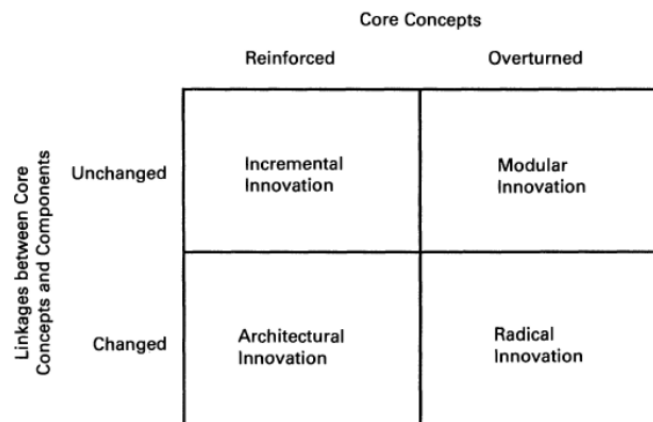 Core Concepts
Reinforced Overturned
Linkages between Core
Concepts and Components
Unchanged
Incremental
Innovation
Modular
Innovation
Changed
Architectural
Innovation
Radical
Innovation